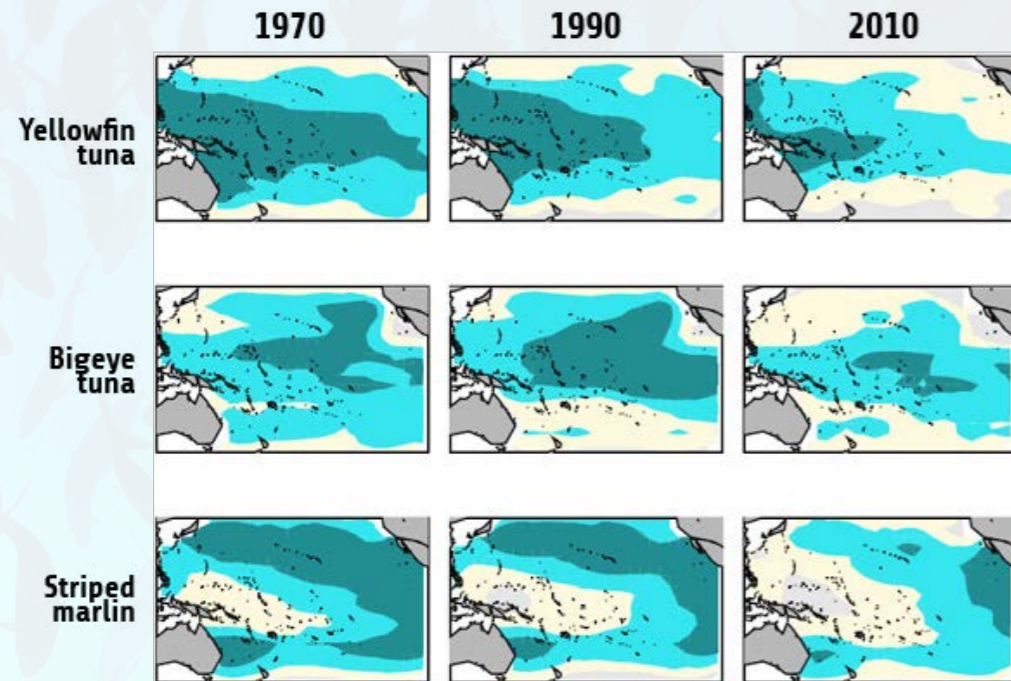 1970 1990 2010
Yellowfin
tuna
Bigeye
tuna
Striped
marlin